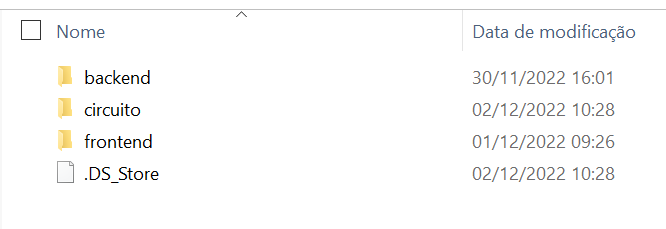 Nome Data de modificação
backend 30/11/2022 16:01
circuito 02/12/2022 10:28
frontend 01/12/2022 09:26
.DS_Store 02/12/2022 10:28